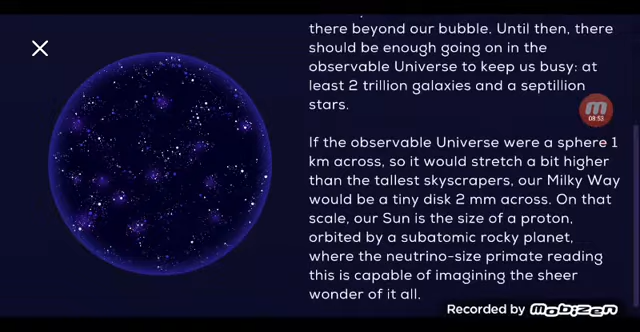 there beyond our bubble. Until then, there
should be enough going on in the
observable Universe to keep us busy: at
least 2 trillion galaxies and a septillion
stars.
08:53
If the observable Universe were a sphere 1
km across, so it would stretch a bit higher
than the tallest skyscrapers, our Milky Way
would be a tiny disk 2 mm across. On that
scale, our Sun is the size of a proton,
orbited by a subatomic rocky planet,
where the neutrino-size primate reading
this is capable of imagining the sheer
wonder of it all.
Recorded by mobizen